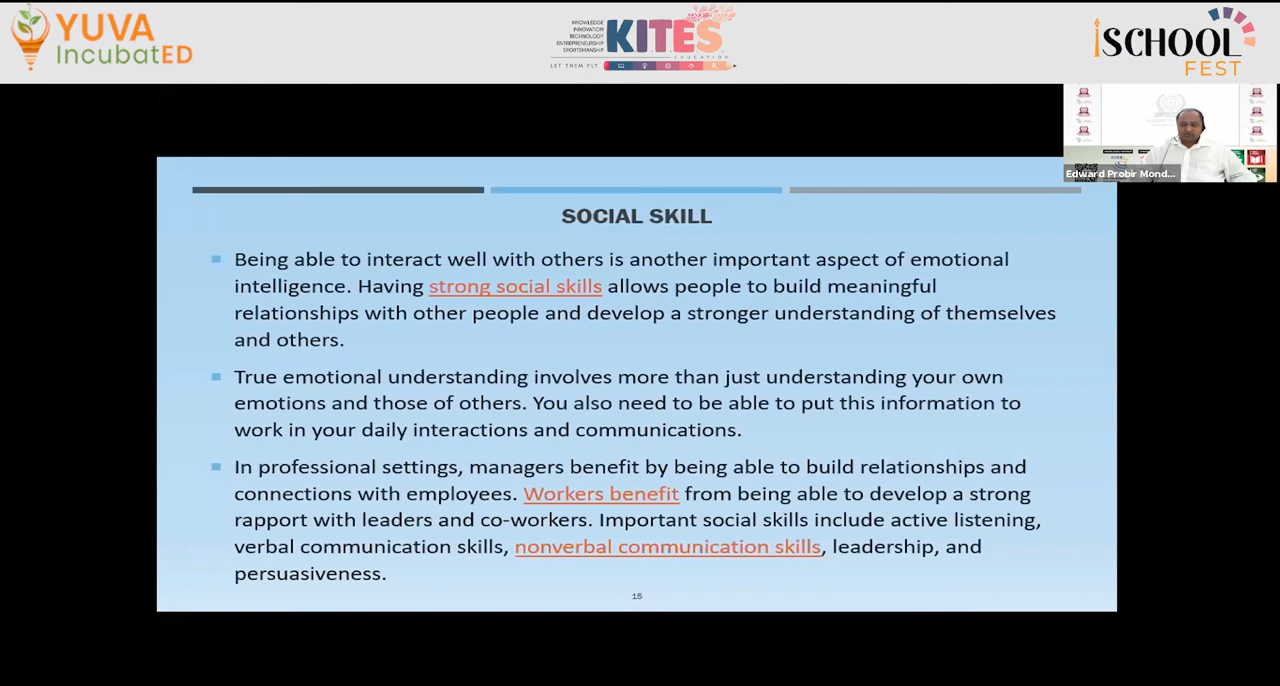 YUVA
IncubatED
KNOWLEDGE
INNOVATION
TECHNOLOGY
ENTREPRENEURSHIP
SPORTSMANSHIP
KITES
EDUCATION
LET THEM FLY
iSCHOOL
FEST
Edward Probir Mond...
SOCIAL SKILL
Being able to interact well with others is another important aspect of emotional
intelligence. Having strong social skills allows people to build meaningful
relationships with other people and develop a stronger understanding of themselves
and others.
True emotional understanding involves more than just understanding your own
emotions and those of others. You also need to be able to put this information to
work in your daily interactions and communications.
In professional settings, managers benefit by being able to build relationships and
connections with employees. Workers benefit from being able to develop a strong
rapport with leaders and co-workers. Important social skills include active listening,
verbal communication skills, nonverbal communication skills, leadership, and
persuasiveness.
15